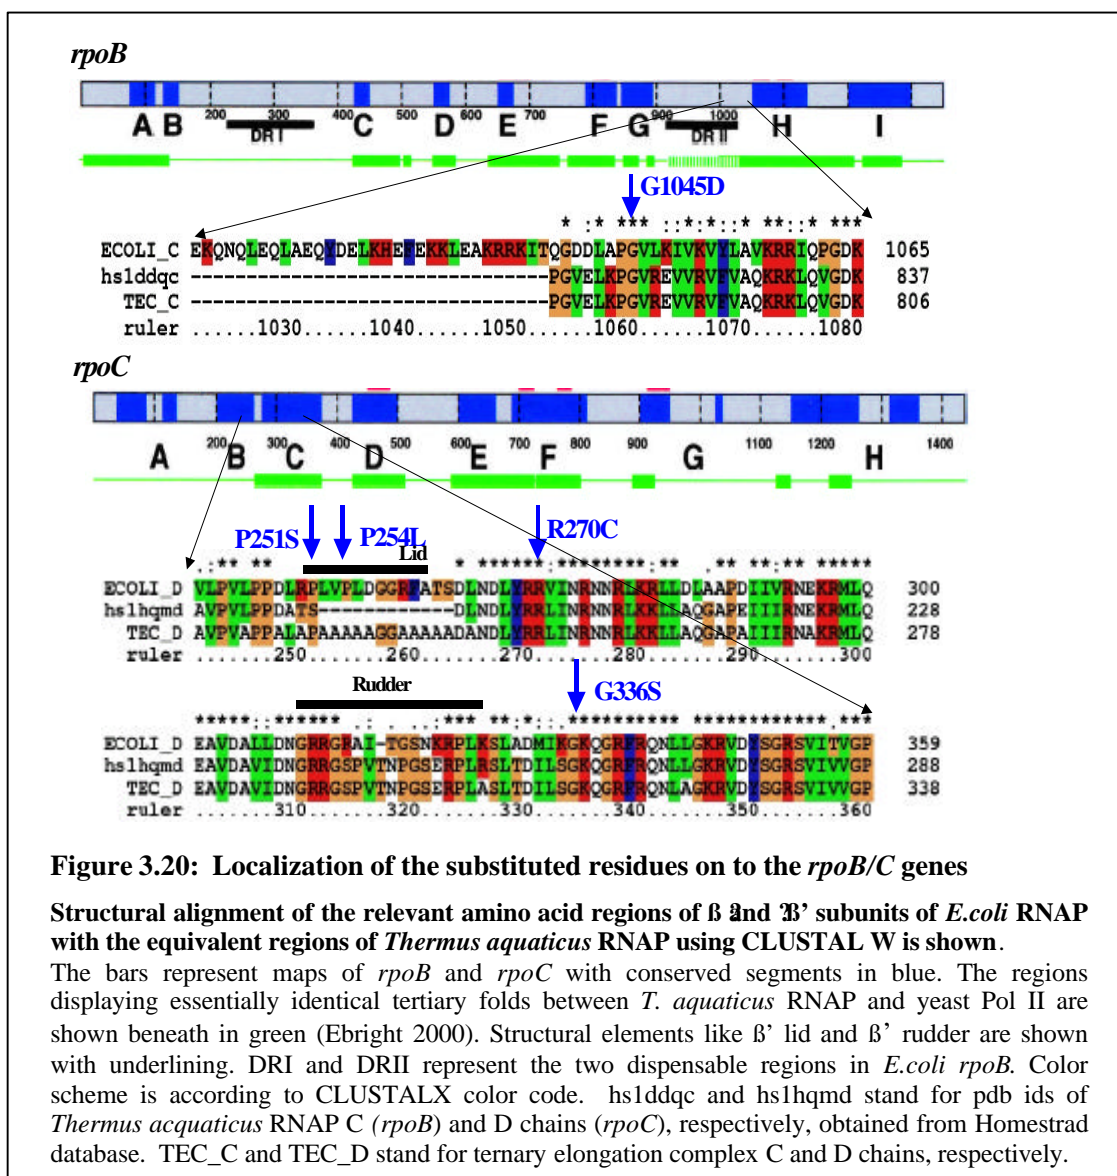 rpoB
A B C D E F G H I
200 300 400 500 600 700 800 900 1000
DR I DR II
G1045D
* :* *** ::*:* ** **::* ***
ECOLI_C EKQNQLEQLAEQYDELKHEFEKKLEAKRRKITQGDDLAPGVLKIVKVYLAVKRRIQPGDK 1065
hs1ddqc --------------------------------PGVELKPGVREVVRVFVAQKRKLQVGDK 837
TEC_C --------------------------------PGVELKPGVREVVRVFVAQKRKLQVGDK 806
ruler ........1030......1040......1050......1060......1070......1080
rpoC
200 300 400 500 600 700 800 900 1100 1200 1400
A B C D E F G H
P251S P254L R270C
Lid
ECOLI_D VLPVLPPDLRPLVPLDGGRFATSDLNDLYRRVINRNNRLKRLLDLAAPDIIVRNEKRMLQ 300
hs1hqmd AVPVLPPDATS------------DLNDLYRRLINRNNRLKKLLAQGAPEIIIRNEKRMLQ 228
TEC_D AVPVAPPALAPAAAAAGGAAAAADANDLYRRLINRNNRLKKLLAQGAPAIIIRNAKRMLQ 278
ruler ........250.......260.......270.......280.......290.......300
Rudder
G336S
ECOLI_D EAVDALLDNGRRGRAI-TGSNKRPLKSLADMIKGKQGRFRQNLLGKRVDYSGRSVITVGP 359
hs1hqmd EAVDAVIDNGRRGSPVTNPGSERPLRSLTDILSGKQGRFRQNLLGKRVDYSGRSVIVVGP 288
TEC_D EAVDAVIDNGRRGSPVTNPGSERPLASLTDILSGKQGRFRQNLAGKRVDYSGRSVIVVGP 338
ruler ........310.......320.......330.......340.......350.......360
Figure 3.20: Localization of the substituted residues on to the rpoB/C genes
Structural alignment of the relevant amino acid regions of ß and ß’ subunits of E.coli RNAP
with the equivalent regions of Thermus aquaticus RNAP using CLUSTAL W is shown.
The bars represent maps of rpoB and rpoC with conserved segments in blue. The regions
displaying essentially identical tertiary folds between T. aquaticus RNAP and yeast Pol II are
shown beneath in green (Ebright 2000). Structural elements like ß’ lid and ß’ rudder are shown
with underlining. DRI and DRII represent the two dispensable regions in E.coli rpoB. Color
scheme is according to CLUSTALX color code. hs1ddqc and hs1hqmd stand for pdb ids of
Thermus acquaticus RNAP C (rpoB) and D chains (rpoC), respectively, obtained from Homestrad
database. TEC_C and TEC_D stand for ternary elongation complex C and D chains, respectively.